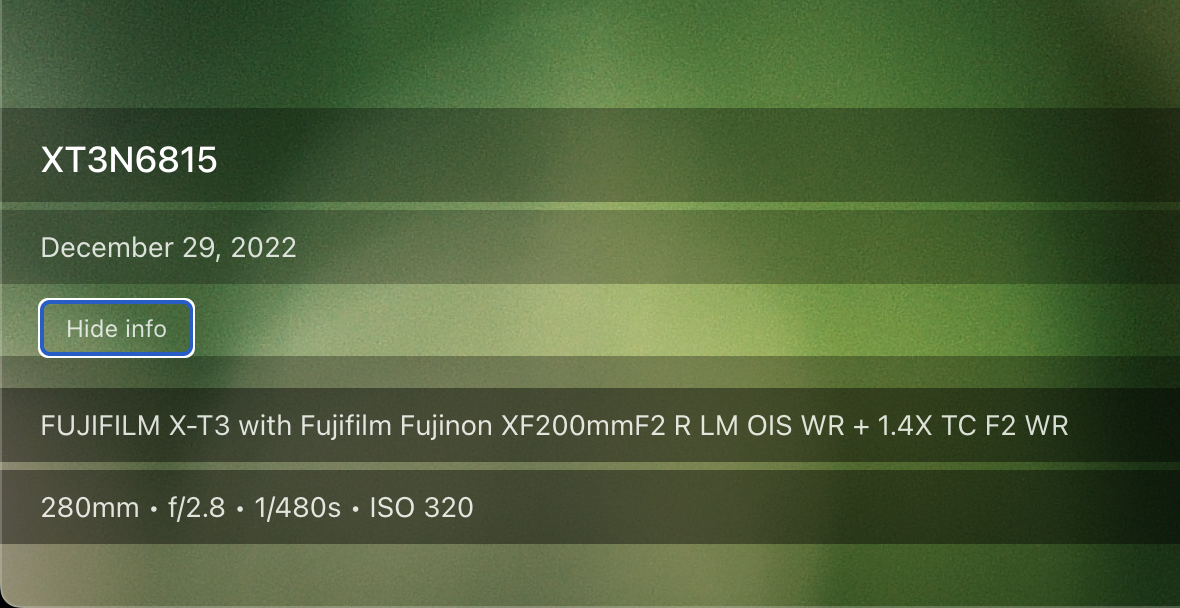 XT3N6815
December 29, 2022
Hide info
FUJIFILM X-T3 with Fujifilm Fujinon XF200mmF2 R LM OIS WR + 1.4X TC F2 WR
280mm • f/2.8 • 1/480s • ISO 320